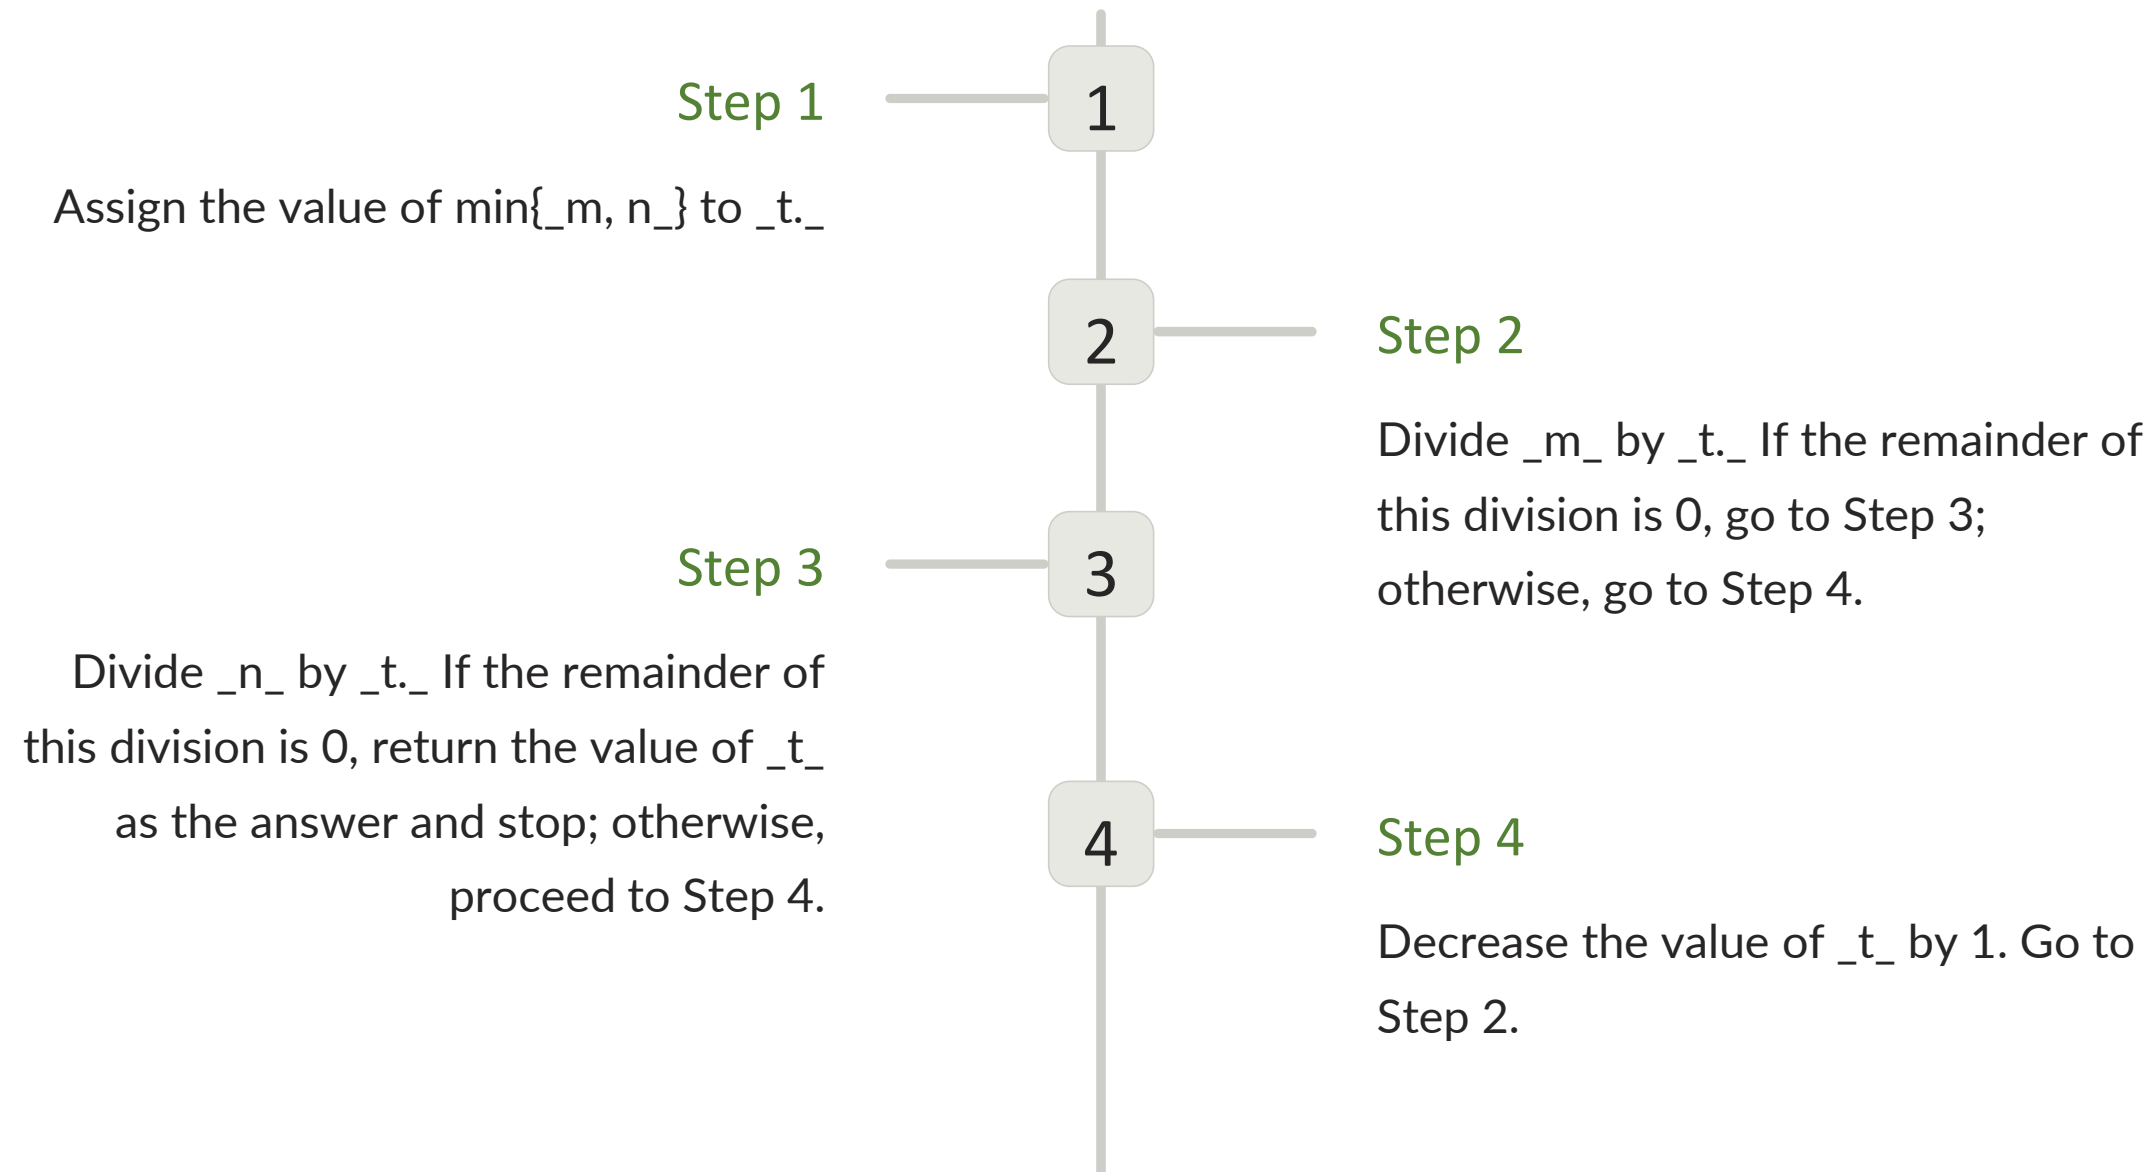 1
Step 1
Assign the value of min{_m, n_} to _t._
2
Step 2
Divide _m_ by _t._ If the remainder of
this division is 0, go to Step 3;
otherwise, go to Step 4.
3
Step 3
Divide _n_ by _t._ If the remainder of
this division is 0, return the value of _t_
as the answer and stop; otherwise,
proceed to Step 4.
4
Step 4
Decrease the value of _t_ by 1. Go to
Step 2.